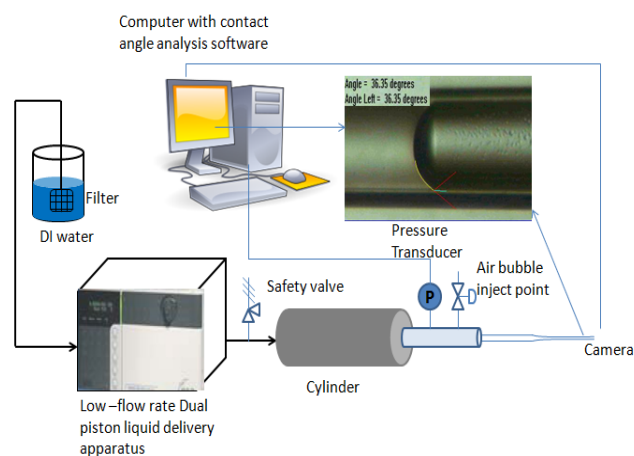 Computer with contact
angle analysis software
Angle = 36.35 degrees
Angle Left = 36.35 degrees
Filter
DI water
Pressure
Transducer
Air bubble
inject point
Safety valve
P
Camera
Cylinder
Low –flow rate Dual
piston liquid delivery
apparatus